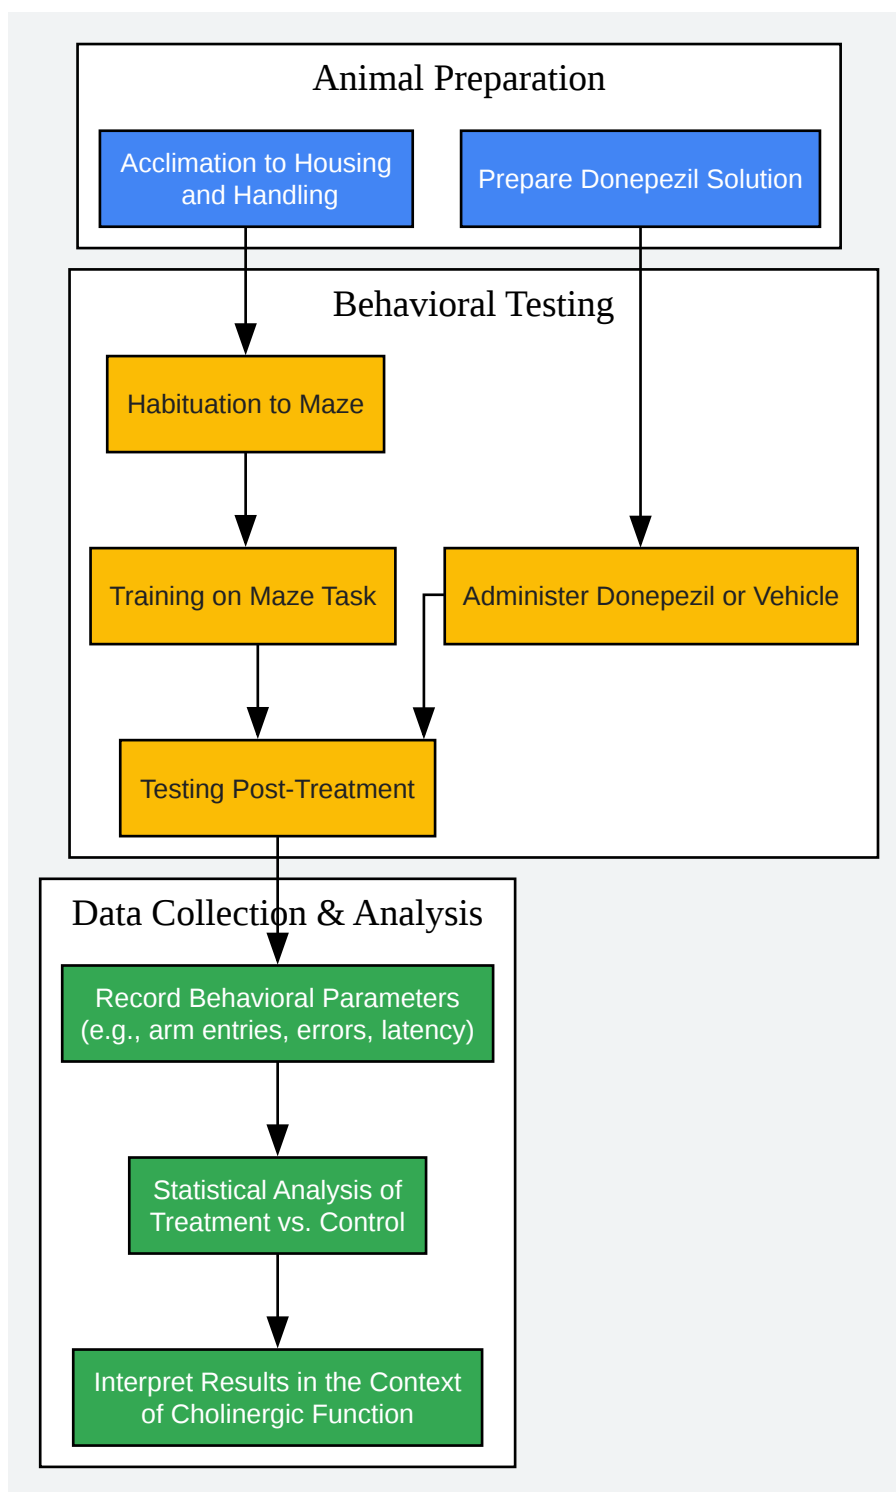 Animal Preparation
Acclimation to Housing
and Handling
Prepare Donepezil Solution
Behavioral Testing
Habituation to Maze
Training on Maze Task
Administer Donepezil or Vehicle
Testing Post-Treatment
Data Collection & Analysis
Record Behavioral Parameters
(e.g., arm entries, errors, latency)
Statistical Analysis of
Treatment vs. Control
Interpret Results in the Context
of Cholinergic Function